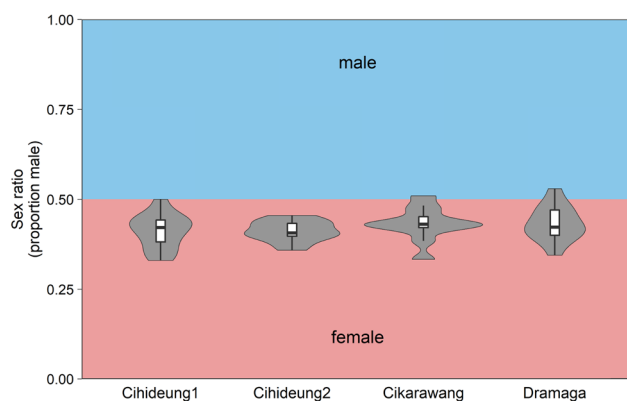 Sex ratio
(proportion male)
1.00
0.75
0.50
0.25
0.00
male
female
Cihideung1
Cihideung2
Cikarawang
Dramaga